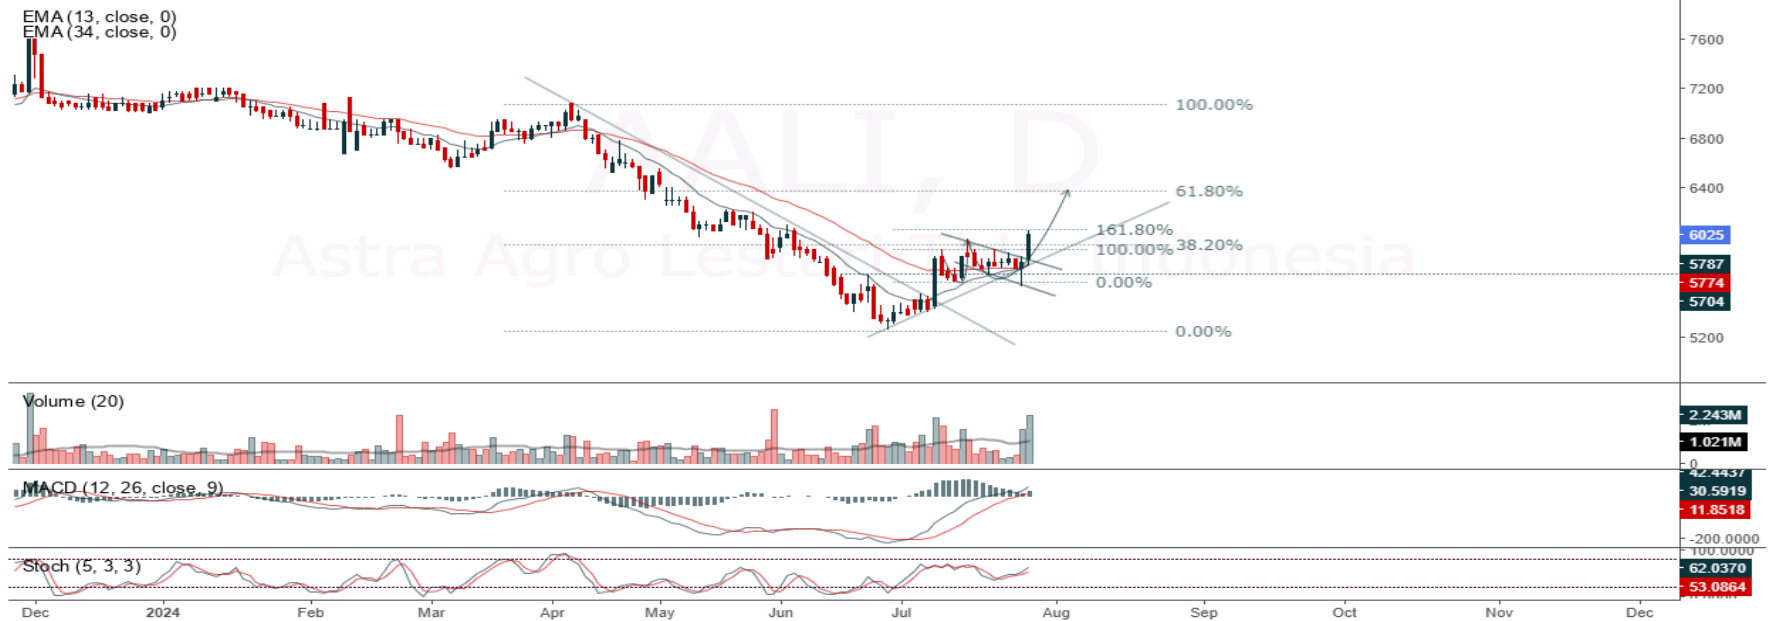 EMA (13, close, 0)
EMA (34, close, 0)
AALI, D
Astra Agro Lestari Tbk, Indonesia
7600
7200
6800
6400
6025
5787
5774
5704
5200
100.00%
61.80%
161.80%
100.00% 38.20%
0.00%
0.00%
Volume (20)
2.243M
1.021M
0
MACD (12, 26, close, 9)
42.4437
30.5919
11.8518
-200.0000
Stoch (5, 3, 3)
100.0000
62.0370
53.0864
Dec 2024 Feb Mar Apr May Jun Jul Aug Sep Oct Nov Dec